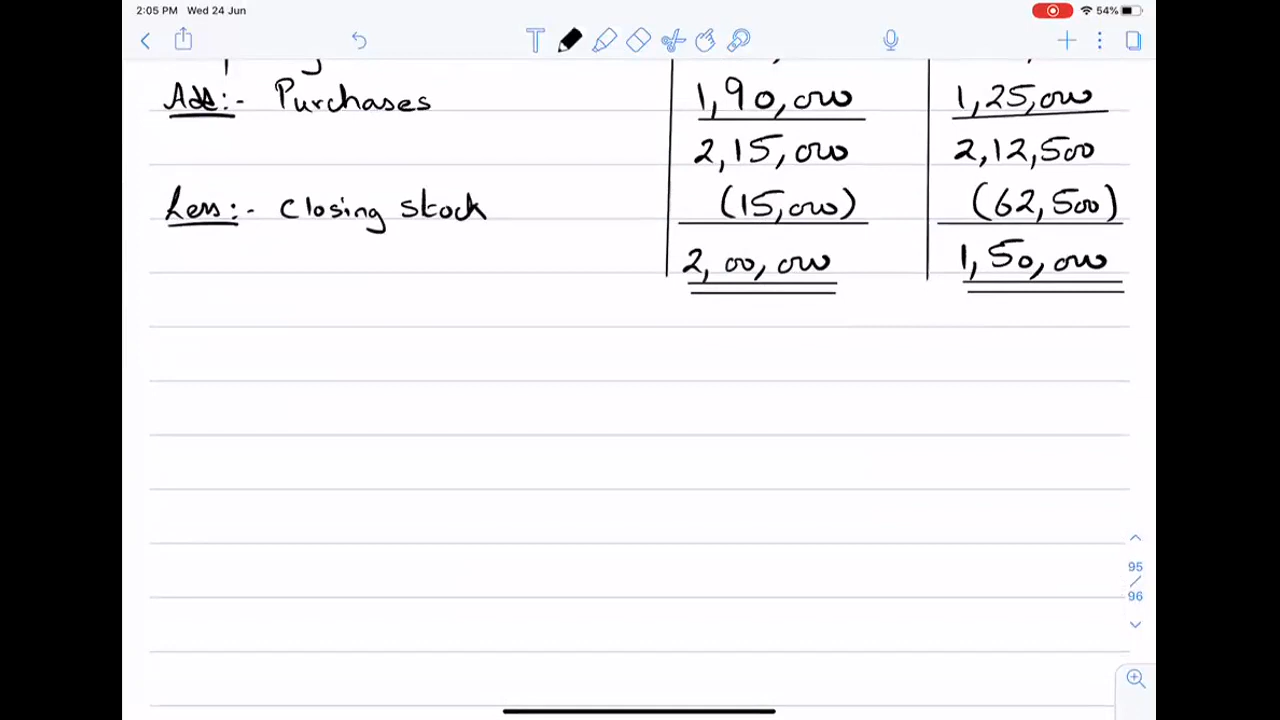 2:05 PM Wed 24 Jun 54%
T
Add:- Purchases 1,90,000 1,25,000
2,15,000 2,12,500
Less:- Closing stock (15,000) (62,500)
2,00,000 1,50,000
95
/
96